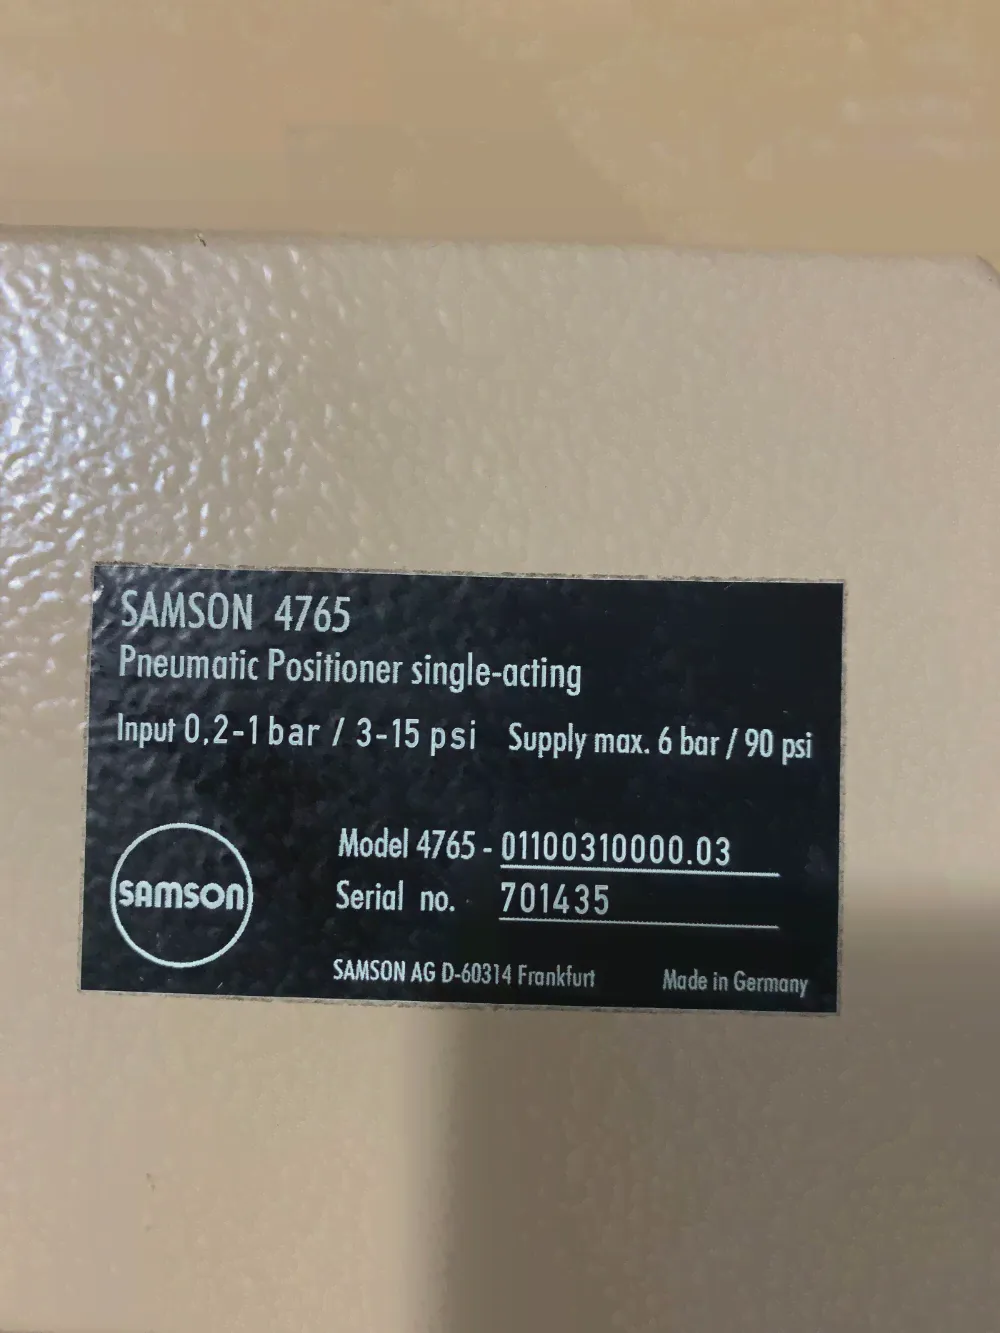 SAMSON 4765
Pneumatic Positioner single-acting
Input 0,2-1 bar / 3-15 psi Supply max. 6 bar / 90 psi
Model 4765 - 01100310000.03
SAMSON
Serial no. 701435
SAMSON AG D-60314 Frankfurt Made in Germany